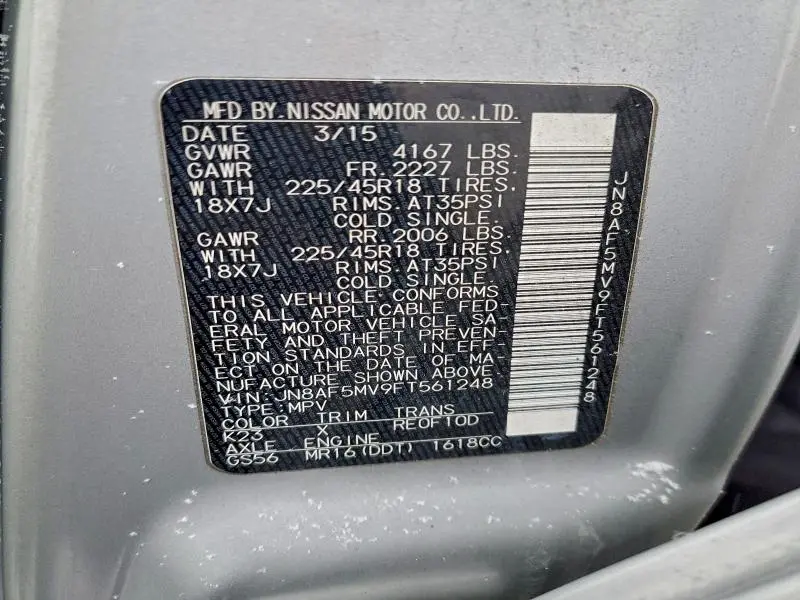 MFD BY.NISSAN MOTOR CO.,LTD.
DATE 3/15
GVWR 4167 LBS.
GAWR FR. 2227 LBS.
WITH 225/45R18 TIRES.
18X7J RIMS. AT35PSI
COLD SINGLE.
GAWR RR. 2006 LBS.
WITH 225/45R18 TIRES.
18X7J RIMS. AT35PSI
COLD SINGLE.
THIS VEHICLE CONFORMS
TO ALL APPLICABLE FED-
ERAL MOTOR VEHICLE SA-
FETY AND THEFT PREVEN-
TION STANDARDS IN EFF-
ECT ON THE DATE OF MA-
NUFACTURE SHOWN ABOVE.
VIN: JN8AF5MV9FT561248
TYPE: MPV
COLOR TRIM TRANS
K23 X RE0F10D
AXLE ENGINE
GS56 MR16(DDT) 1618CC
JN8AF5MV9FT561248